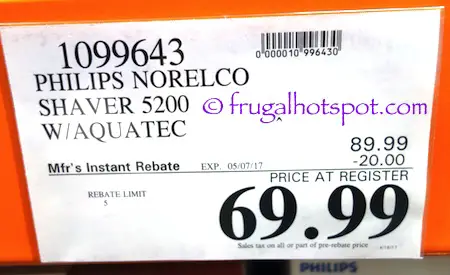 1099643
0000010 996430
PHILIPS NORELCO
SHAVER 5200
© frugalhotspot.com
W/AQUATEC
89.99
-20.00
Mfr's Instant Rebate EXP. 05/07/17
PRICE AT REGISTER
REBATE LIMIT
5
69.99
Sales tax on all or part of pre-rebate price
PHILIPS